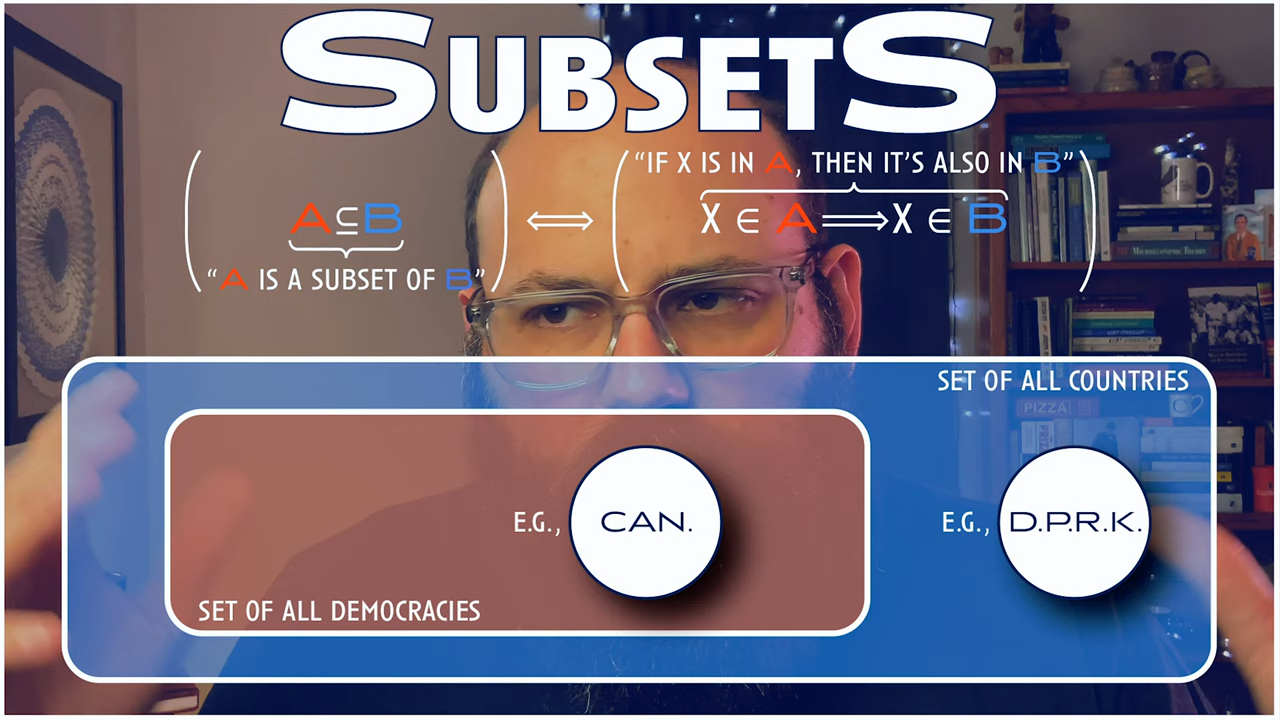 SUBSETS
"IF X IS IN A, THEN IT'S ALSO IN B"
A ⊆ B ⟺ X ∈ A ⟹ X ∈ B
"A IS A SUBSET OF B"
SET OF ALL COUNTRIES
PIZZA
E.G., CAN.
E.G., D.P.R.K.
SET OF ALL DEMOCRACIES